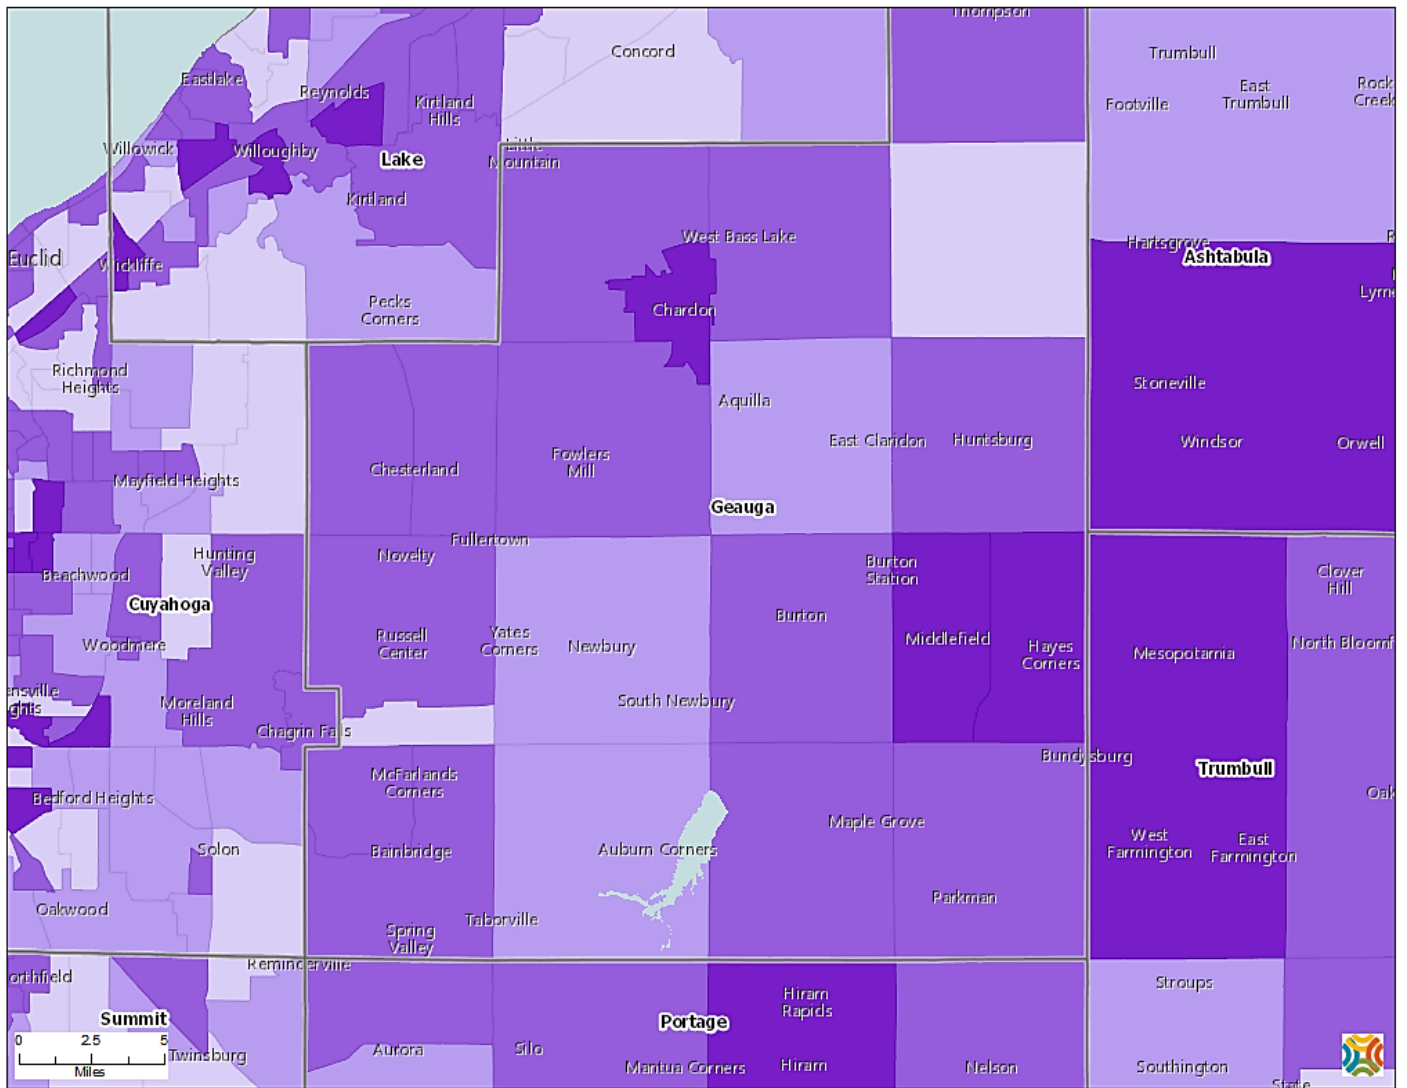 Thompson
Concord
Trumbull
Eastlake
Reynolds
Kirtland
Hills
East
Trumbull
Rock
Creek
Footville
Willowick
Willoughby
Lake
Little
Mountain
Kirtland
West Bass Lake
Hartsgrove
R
Ashtabula
Euclid
Wickliffe
Pecks
Corners
Chardon
Lyme
Richmond
Heights
Aquilla
Stoneville
East Claridon
Huntsburg
Windsor
Orwell
Fowlers
Mill
Chesterland
Mayfield Heights
Geauga
Fullertown
Novelty
Hunting
Valley
Burton
Station
Clover
Hill
Beachwood
Cuyahoga
Burton
Woodmere
Russell
Center
Yates
Corners
Newbury
Middlefield
Hayes
Corners
Mesopotamia
North Bloomf
ensville
ghts
Moreland
Hills
South Newbury
Chagrin Falls
Bundysburg
Trumbull
McFarlands
Corners
Bedford Heights
Oak
Maple Grove
West
Farmington
East
Farmington
Solon
Bainbridge
Auburn Corners
Parkman
Oakwood
Taborville
Spring
Valley
Reminderville
orthfield
Stroups
Hiram
Rapids
Summit
Portage
0 2.5 5
Miles
Twinsburg
Aurora
Silo
Mantua Corners
Hiram
Nelson
Southington
State